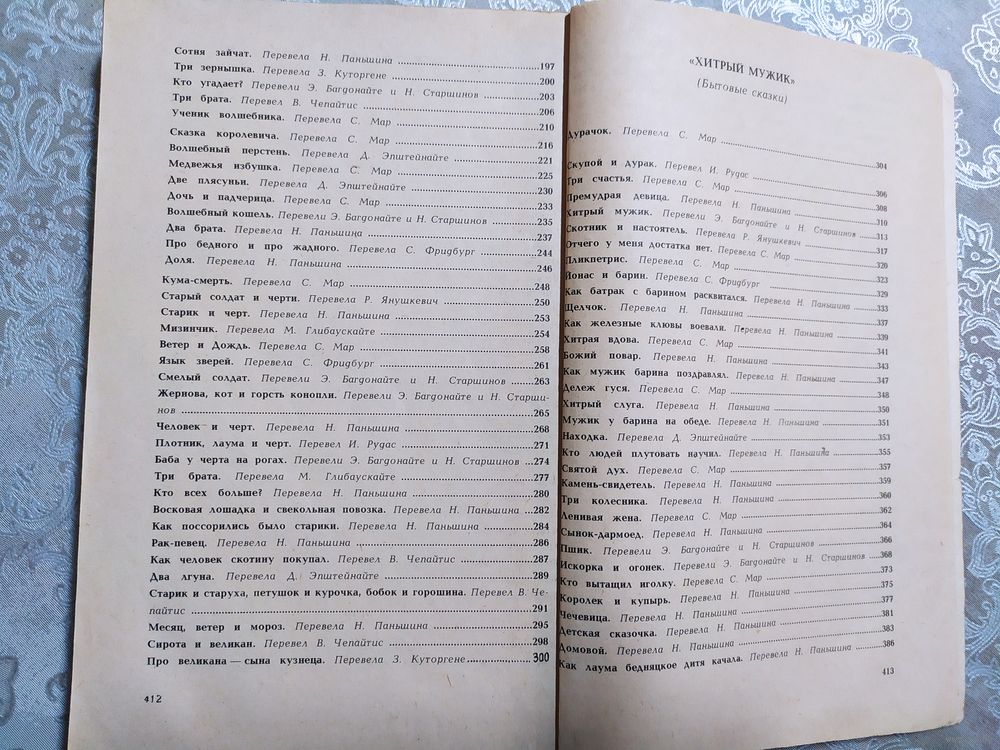 Сотня зайчат. Перевела Н. Паньшина ... 197
Три зернышка. Перевела З. Куторгене ... 200
Кто угадает? Перевели Э. Багдонайте и Н. Старшинов ... 203
Три брата. Перевел В. Чепайтис ... 206
Ученик волшебника. Перевела С. Мар ... 210
Сказка королевича. Перевела С. Мар ... 216
Волшебный перстень. Перевела Д. Эпштейнайте ... 221
Медвежья избушка. Перевела С. Мар ... 225
Две плясуньи. Перевела Д. Эпштейнайте ... 230
Дочь и падчерица. Перевела С. Мар ... 233
Волшебный кошель. Перевели Э. Багдонайте и Н. Старшинов ... 235
Два брата. Перевела Н. Паньшина ... 237
Про бедного и про жадного. Перевела С. Фридбург ... 244
Доля. Перевела Н. Паньшина ... 246
Кума-смерть. Перевела С. Мар ... 248
Старый солдат и черти. Перевела Р. Янушкевич ... 250
Старик и черт. Перевела Н. Паньшина ... 253
Мизинчик. Перевела М. Глибаускайте ... 254
Ветер и Дождь. Перевела С. Мар ... 258
Язык зверей. Перевела С. Фридбург ... 261
Смелый солдат. Перевели Э. Багдонайте и Н. Старшинов ... 263
Жернова, кот и горсть конопли. Перевели Э. Багдонайте и Н. Старши-
нов ... 265
Человек и черт. Перевела Н. Паньшина ... 268
Плотник, лаума и черт. Перевел И. Рудас ... 271
Баба у черта на рогах. Перевели Э. Багдонайте и Н. Старшинов ... 274
Три брата. Перевела М. Глибаускайте ... 277
Кто всех больше? Перевела Н. Паньшина ... 280
Восковая лошадка и свекольная повозка. Перевела Н. Паньшина ... 282
Как поссорились было старики. Перевела Н. Паньшина ... 284
Рак-певец. Перевела Н. Паньшина ... 286
Как человек скотину покупал. Перевел В. Чепайтис ... 287
Два лгуна. Перевела Д. Эпштейнайте ... 289
Старик и старуха, петушок и курочка, бобок и горошина. Перевел В. Че-
пайтис ... 291
Месяц, ветер и мороз. Перевела Н. Паньшина ... 295
Сирота и великан. Перевел В. Чепайтис ... 298
Про великана — сына кузнеца. Перевела З. Куторгене ... 300
412
«ХИТРЫЙ МУЖИК»
(Бытовые сказки)
Дурачок. Перевела С. Мар ... 304
Скупой и дурак. Перевел И. Рудас ... 306
Три счастья. Перевела С. Мар ... 308
Премудрая девица. Перевела Н. Паньшина ... 310
Хитрый мужик. Перевели Э. Багдонайте и Н. Старшинов ... 313
Скотник и настоятель. Перевела Р. Янушкевич ... 317
Отчего у меня достатка нет. Перевела С. Мар ... 320
Пликпетрис. Перевела С. Мар ... 323
Йонас и барин. Перевела С. Фридбург ... 329
Как батрак с барином расквитался. Перевела Н. Паньшина ... 333
Щелчок. Перевела Н. Паньшина ... 337
Как железные клювы воевали. Перевела Н. Паньшина ... 339
Хитрая вдова. Перевела С. Мар ... 341
Божий повар. Перевела Н. Паньшина ... 343
Как мужик барина поздравлял. Перевела Н. Паньшина ... 347
Дележ гуся. Перевела С. Мар ... 348
Хитрый слуга. Перевела Н. Паньшина ... 350
Мужик у барина на обеде. Перевела Н. Паньшина ... 351
Находка. Перевела Д. Эпштейнайте ... 353
Кто людей плутовать научил. Перевела Н. Паньшина ... 355
Святой дух. Перевела С. Мар ... 357
Камень-свидетель. Перевела Н. Паньшина ... 359
Три колесника. Перевела Н. Паньшина ... 360
Ленивая жена. Перевела С. Мар ... 362
Сынок-дармоед. Перевела Н. Паньшина ... 364
Пшик. Перевели Э. Багдонайте и Н. Старшинов ... 366
Искорка и огонек. Перевели Э. Багдонайте и Н. Старшинов ... 368
Кто вытащил иголку. Перевела С. Мар ... 373
Королек и купырь. Перевела Н. Паньшина ... 375
Чечевица. Перевела Н. Паньшина ... 377
Детская сказочка. Перевела Н. Паньшина ... 381
Домовой. Перевела Н. Паньшина ... 383
Как лаума бедняцкое дитя качала. Перевела Н. Паньшина ... 386
413